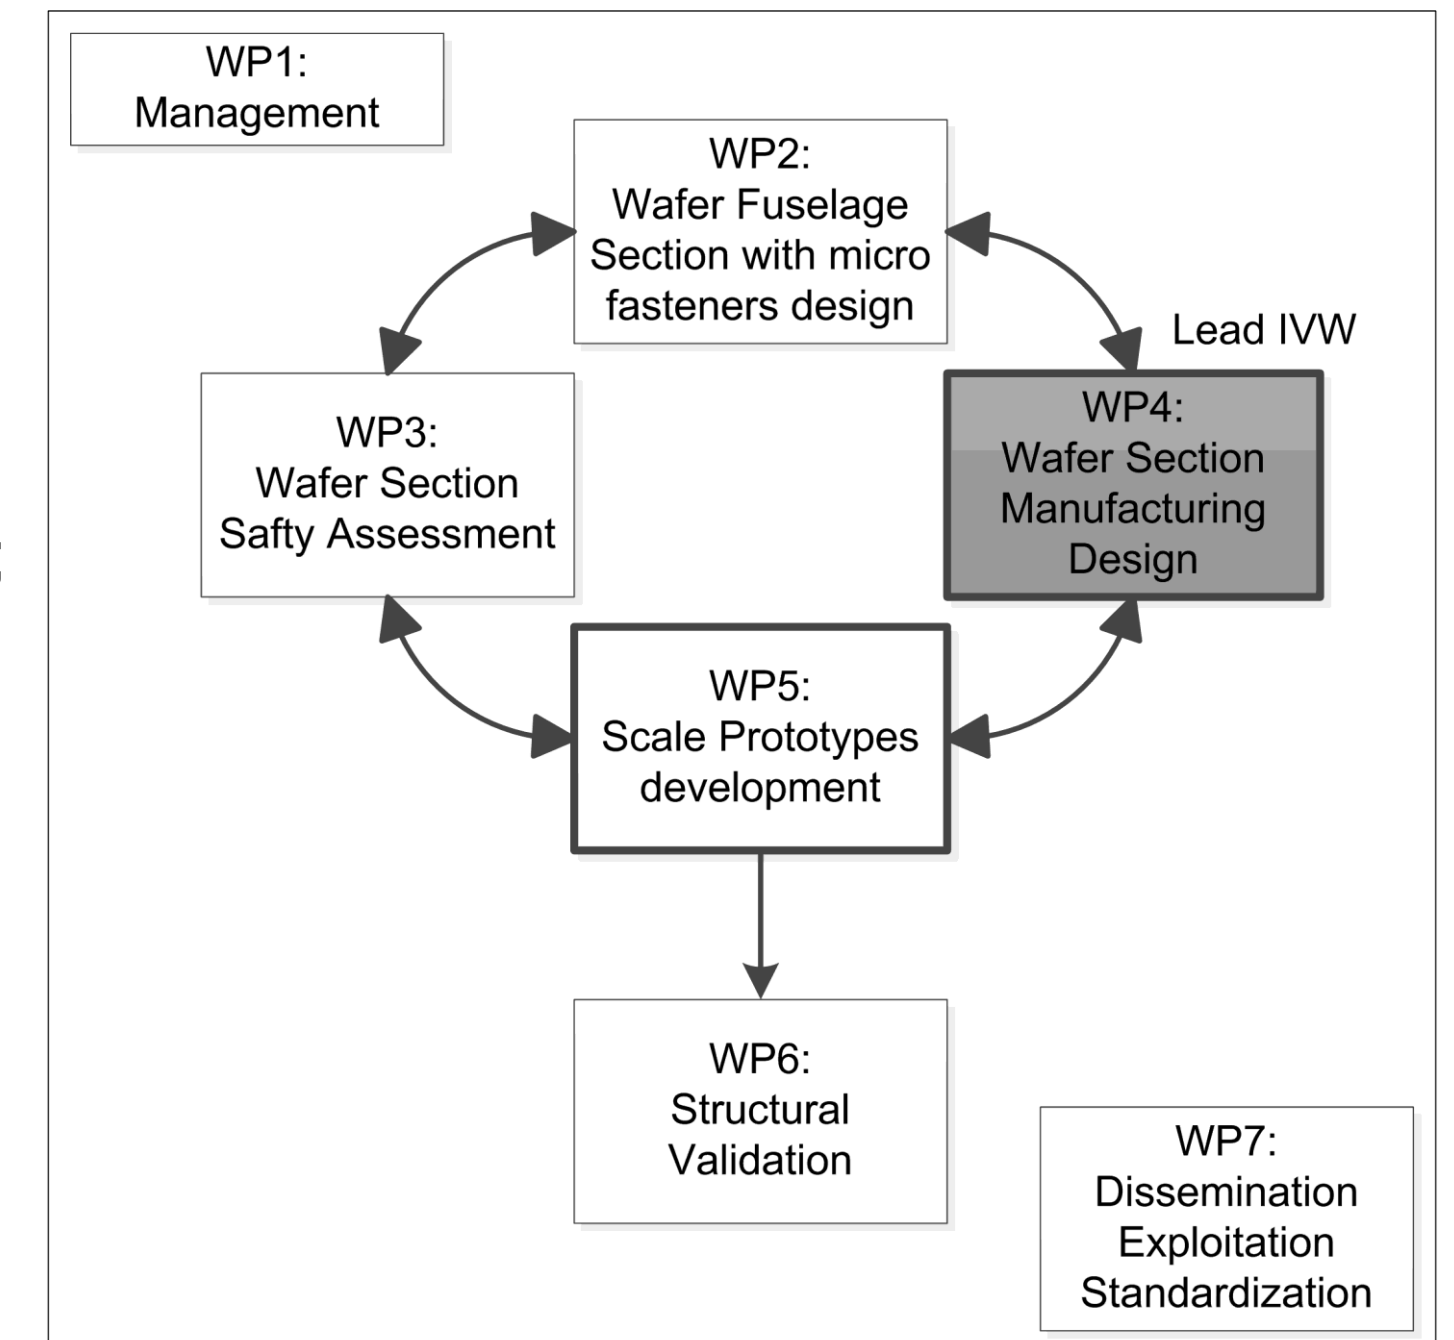 WP1:
Management
WP2:
Wafer Fuselage
Section with micro
fasteners design
Lead IVW
WP3:
Wafer Section
Safty Assessment
WP4:
Wafer Section
Manufacturing
Design
WP5:
Scale Prototypes
development
WP6:
Structural
Validation
WP7:
Dissemination
Exploitation
Standardization